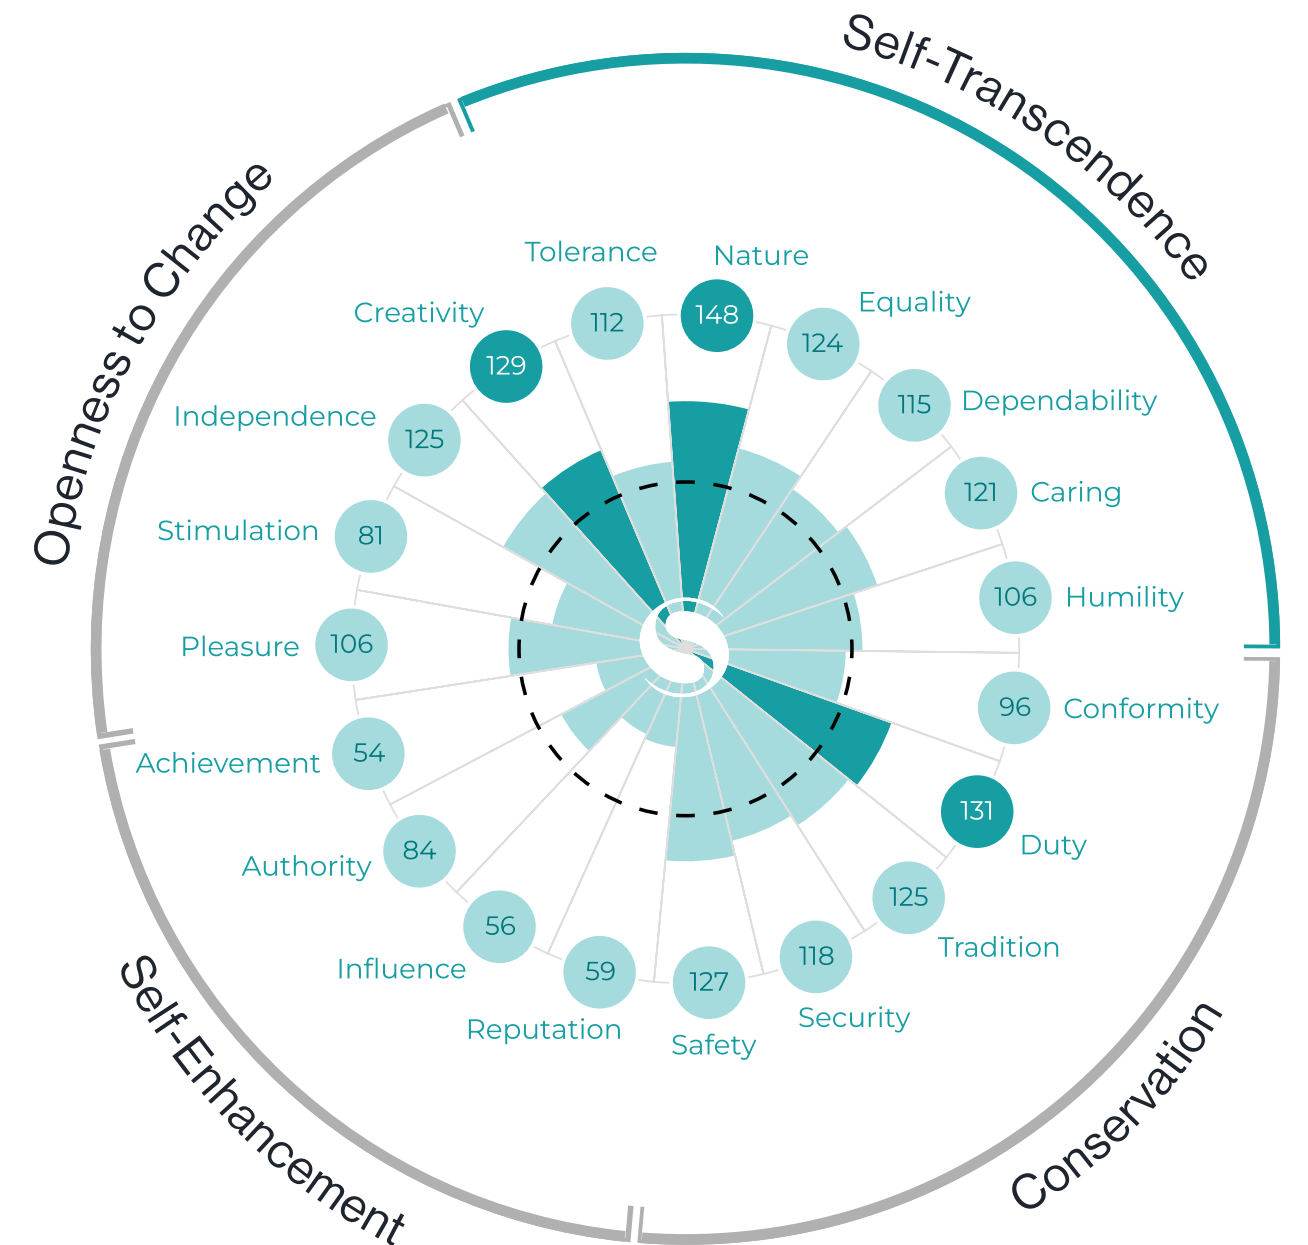 Self-Transcendence
Openness to Change
Self-Enhancement
Conservation
Tolerance
112
Nature
148
Equality
124
Dependability
115
Caring
121
Humility
106
Conformity
96
Duty
131
Tradition
125
Security
118
Safety
127
Reputation
59
Influence
56
Authority
84
Achievement
54
Pleasure
106
Stimulation
81
Independence
125
Creativity
129